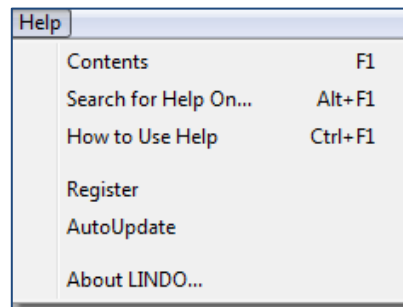 Help
Contents F1
Search for Help On... Alt+F1
How to Use Help Ctrl+F1
Register
AutoUpdate
About LINDO...